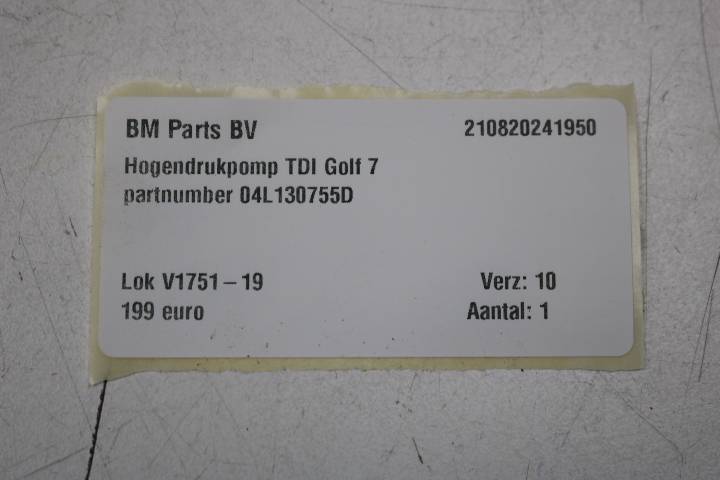 BM Parts BV 210820241950
Hogendrukpomp TDI Golf 7
partnumber 04L130755D
Lok V1751-19 Verz: 10
199 euro Aantal: 1